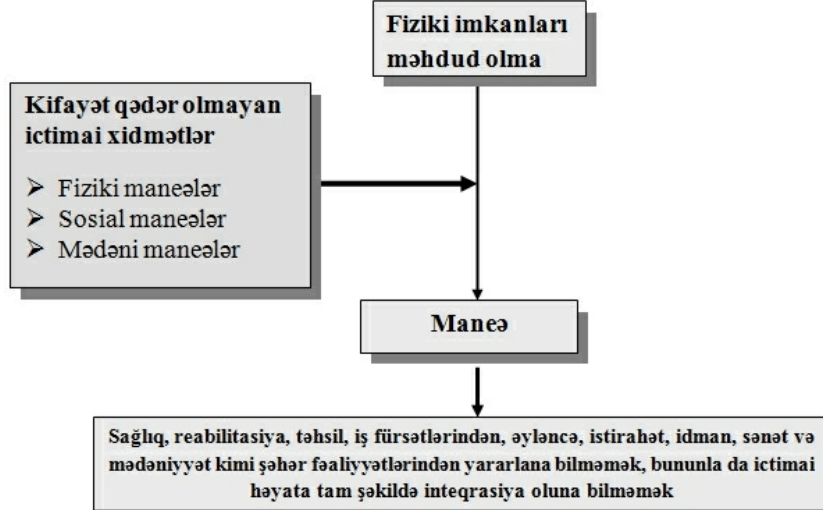 Fiziki imkanları
məhdud olma
Kifayət qədər olmayan
ictimai xidmətlər
➢ Fiziki maneələr
➢ Sosial maneələr
➢ Mədəni maneələr
Maneə
Sağlıq, reabilitasiya, təhsil, iş fürsətlərindən, əyləncə, istirahət, idman, sənət və
mədəniyyət kimi şəhər fəaliyyətlərindən yararlana bilməmək, bununla da ictimai
həyata tam şəkildə inteqrasiya oluna bilməmək